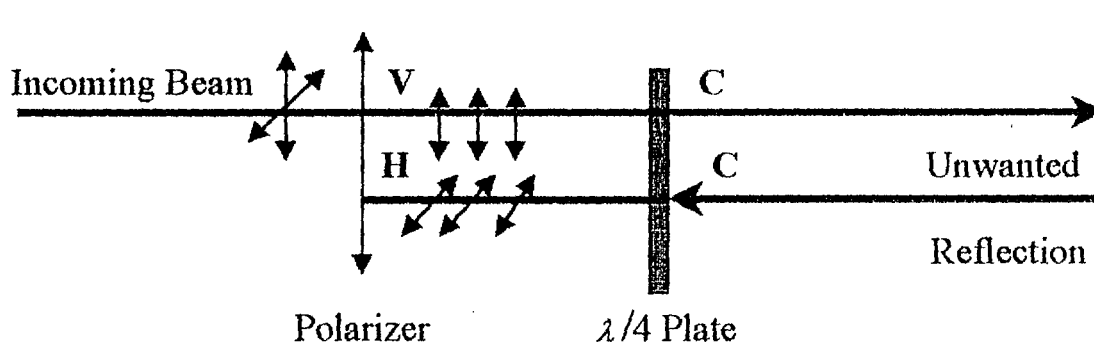 Incoming Beam V C
H C Unwanted
Reflection
Polarizer λ/4 Plate